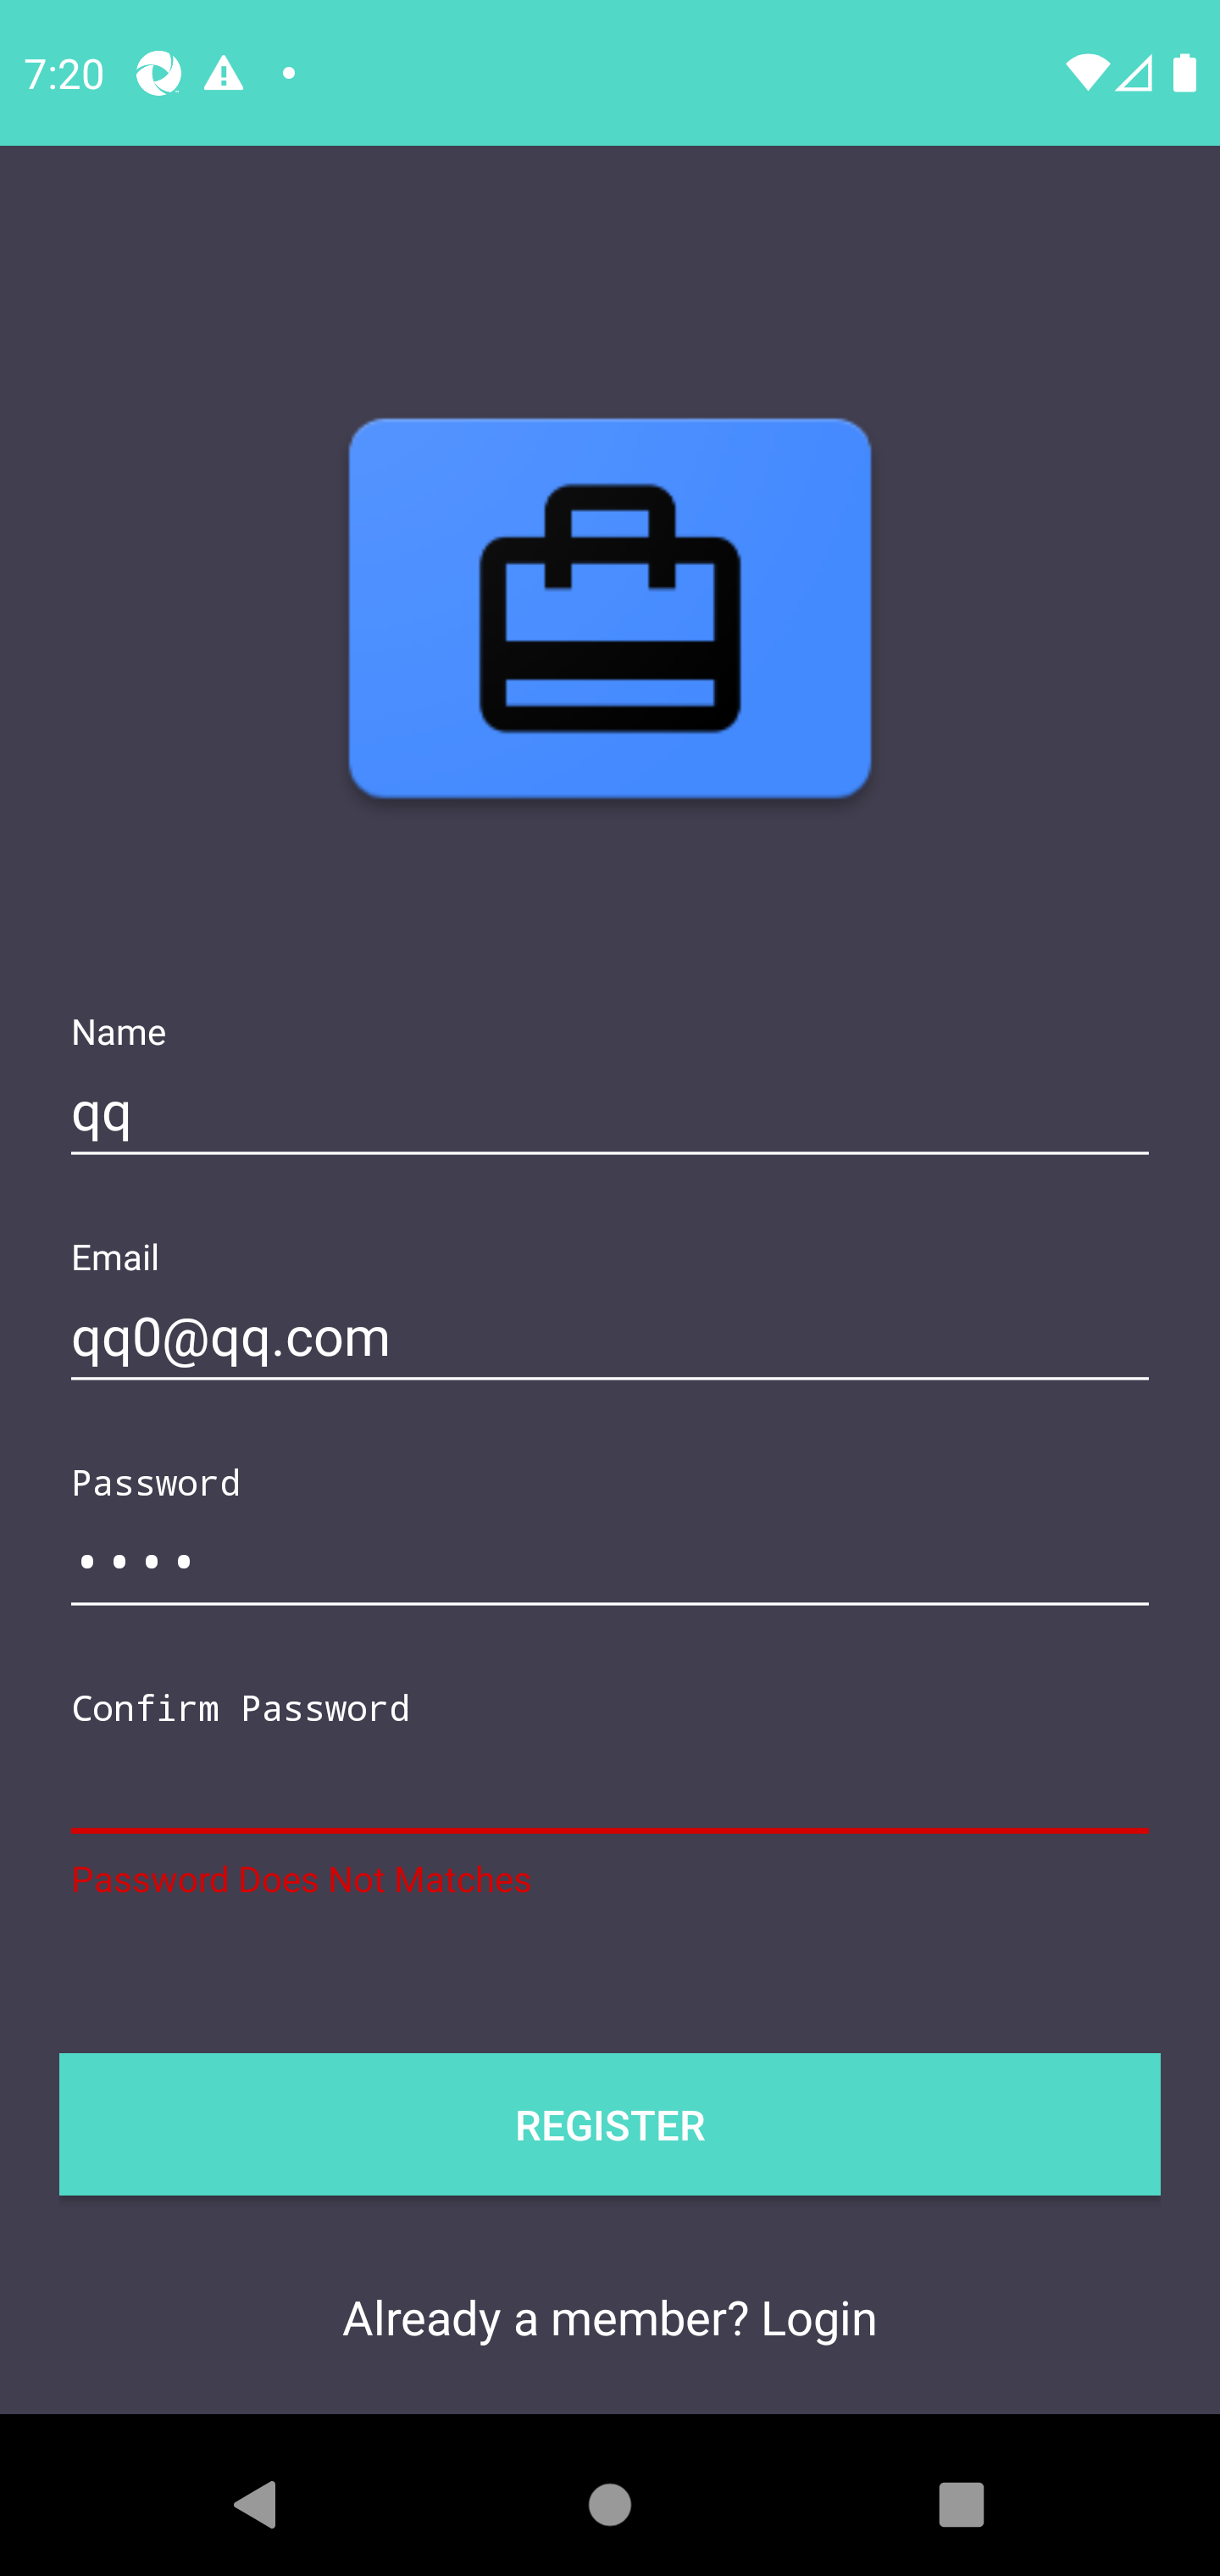 7:20
Name
qq
Email
qq0@qq.com
Password
••••
Confirm Password
Password Does Not Matches
REGISTER
Already a member? Login